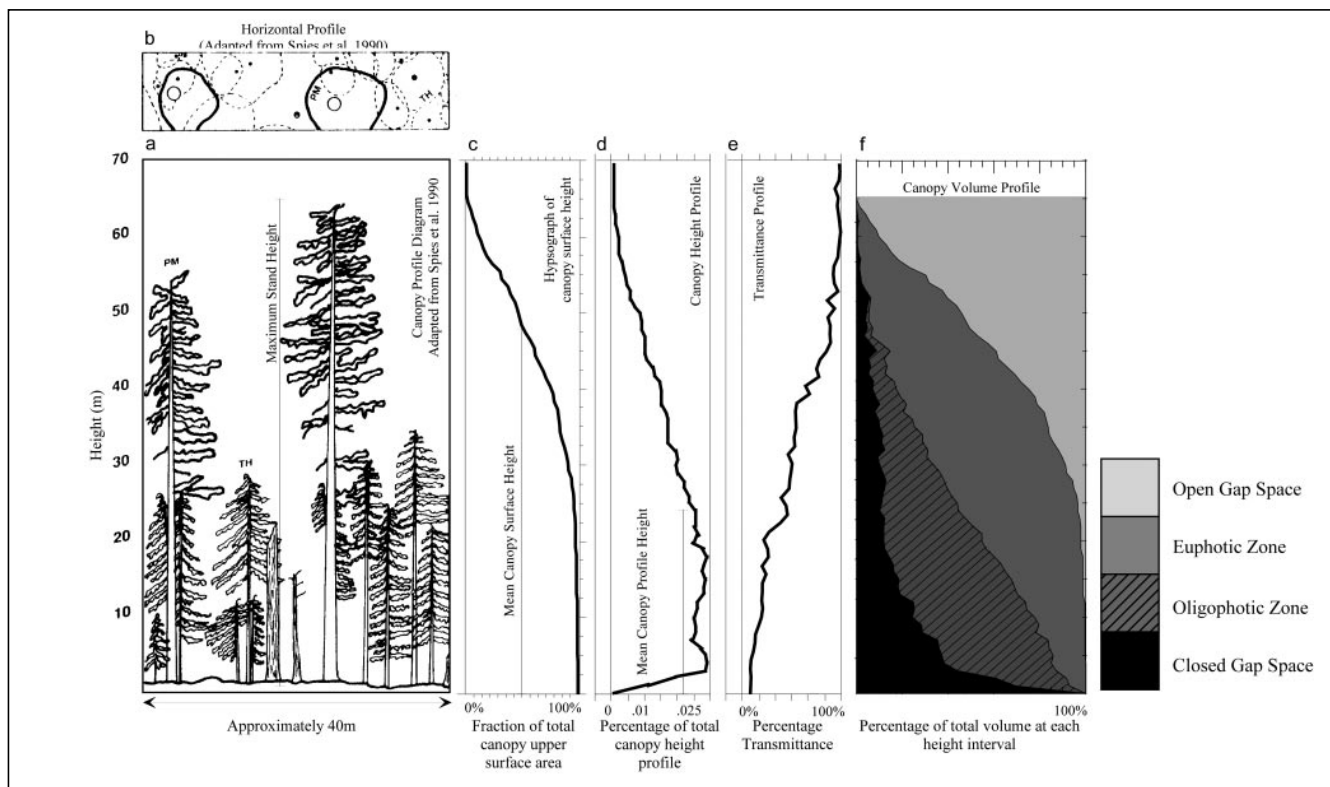 b
Horizontal Profile
(Adapted from Spies et al. 1990)
PM
TH
a
c
d
e
f
70
60
50
40
30
20
10
Height (m)
PM
TH
Maximum Stand Height
Canopy Profile Diagram
Adapted from Spies et al. 1990
Approximately 40m
Mean Canopy Surface Height
Hypsograph of
canopy surface height
0%
100%
Fraction of total
canopy upper
surface area
Mean Canopy Profile Height
Canopy Height Profile
0
.01
.025
Percentage of total
canopy height
profile
Transmittance Profile
0%
100%
Percentage
Transmittance
Canopy Volume Profile
100%
Percentage of total volume at each
height interval
Open Gap Space
Euphotic Zone
Oligophotic Zone
Closed Gap Space